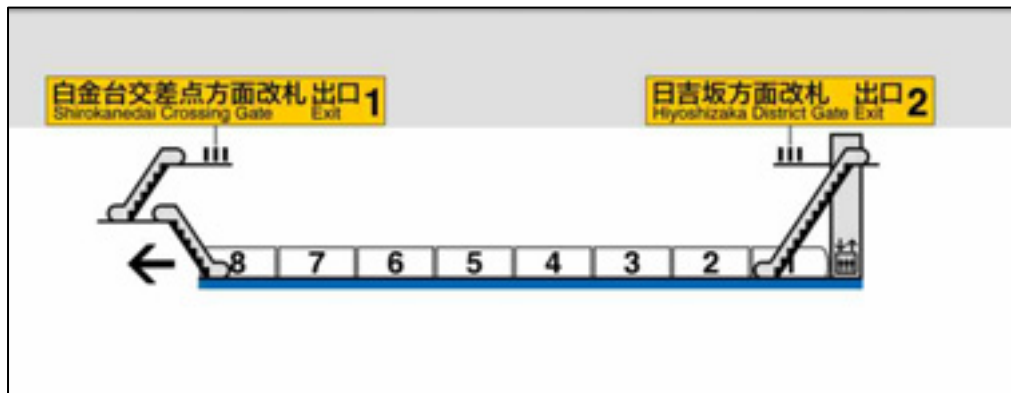 白金台交差点方面改札 出口 1
Shirokanedai Crossing Gate Exit
日吉坂方面改札 出口 2
Hiyoshizaka District Gate Exit
8 7 6 5 4 3 2 1